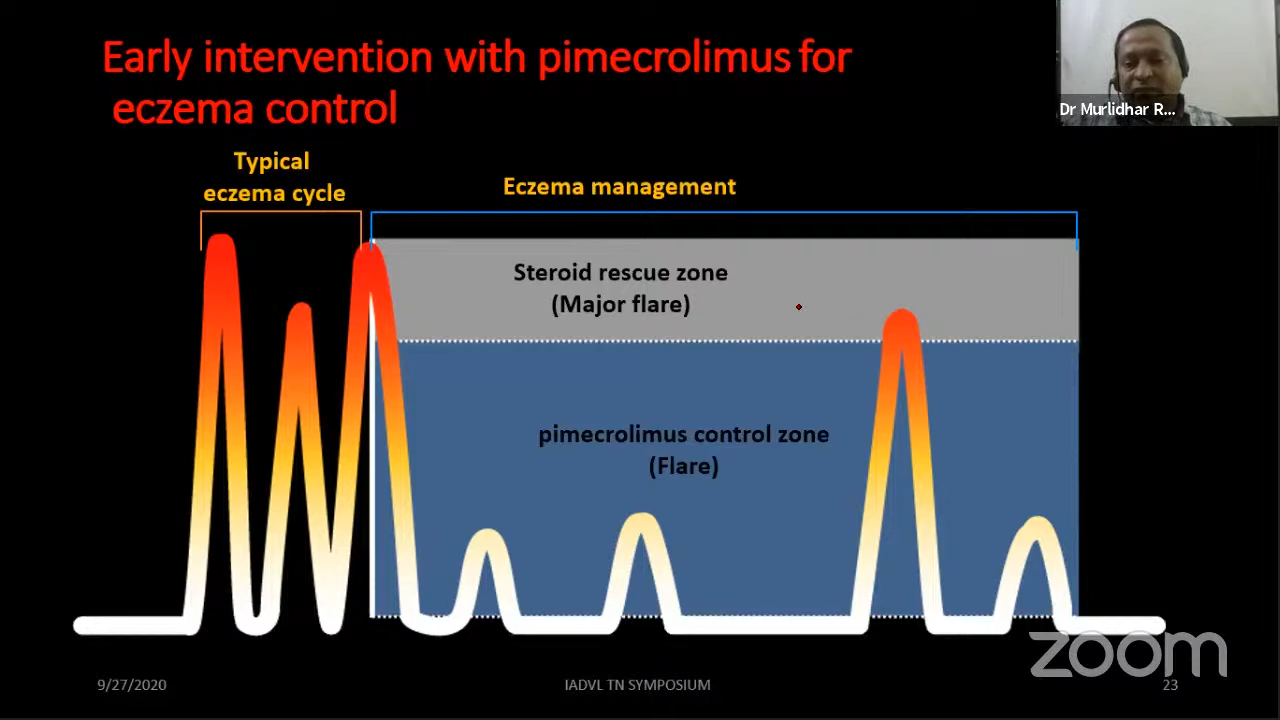 Early intervention with pimecrolimus for
eczema control
Dr Murlidhar R...
Typical
eczema cycle
Eczema management
Steroid rescue zone
(Major flare)
pimecrolimus control zone
(Flare)
zoom
9/27/2020
IADVL TN SYMPOSIUM
23